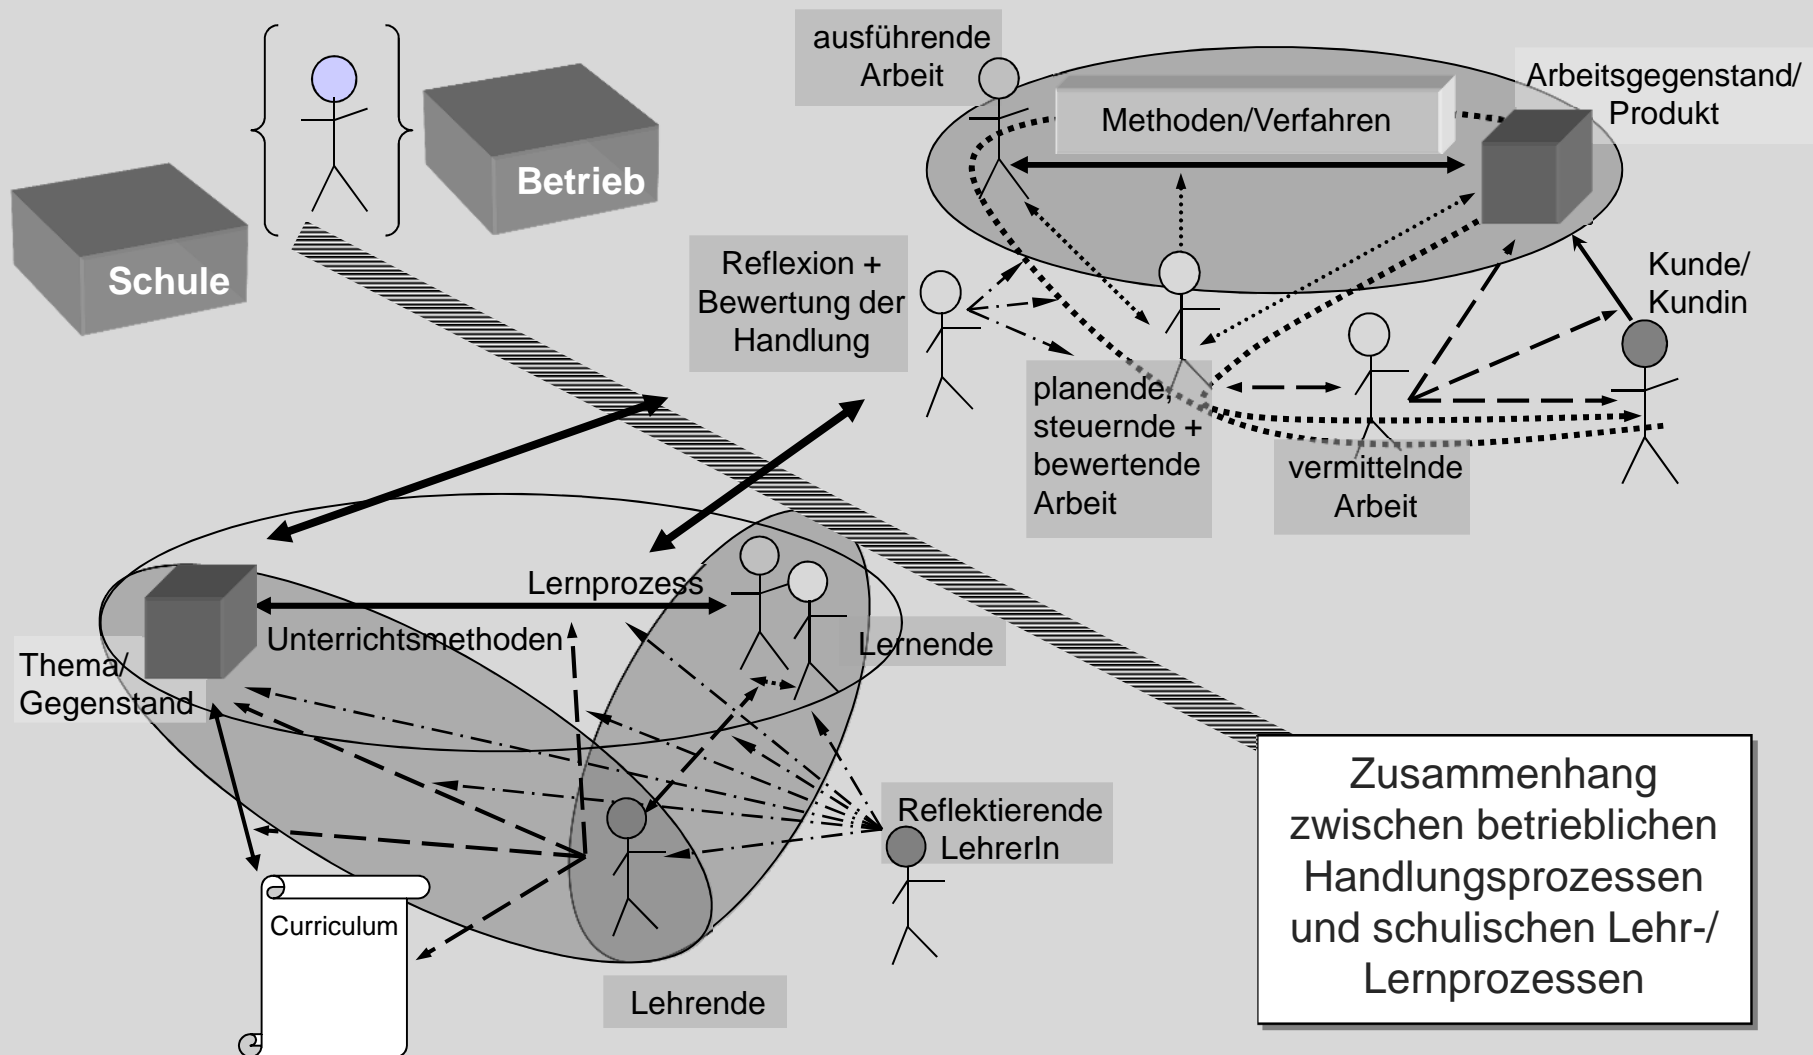 Schule
Betrieb
ausführende
Arbeit
Methoden/Verfahren
Arbeitsgegenstand/
Produkt
Reflexion +
Bewertung der
Handlung
Kunde/
Kundin
planende,
steuernde +
bewertende
Arbeit
vermittelnde
Arbeit
Lernprozess
Unterrichtsmethoden
Lernende
Thema/
Gegenstand
Reflektierende
LehrerIn
Curriculum
Lehrende
Zusammenhang
zwischen betrieblichen
Handlungsprozessen
und schulischen Lehr-/
Lernprozessen